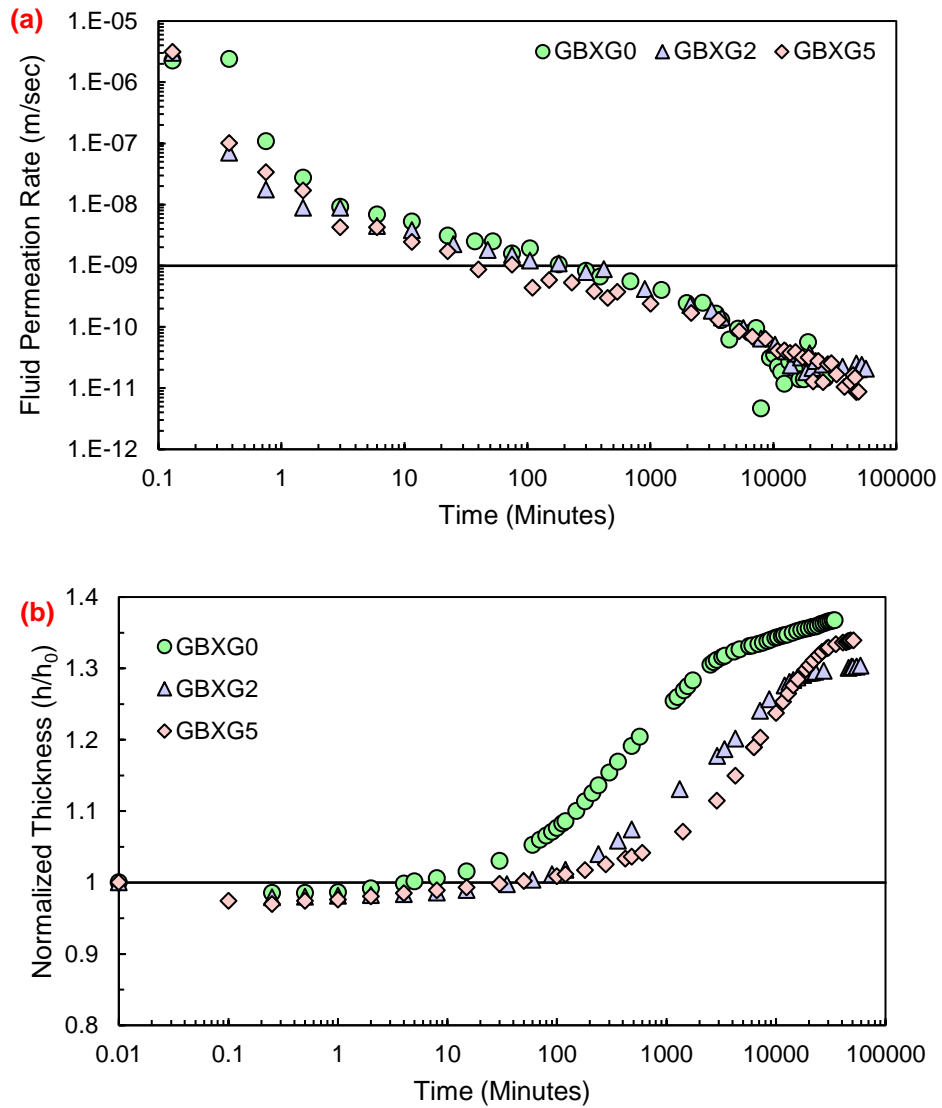 (a)
1.E-05
1.E-06
1.E-07
1.E-08
1.E-09
1.E-10
1.E-11
1.E-12
Fluid Permeation Rate (m/sec)
GBXG0 GBXG2 GBXG5
0.1 1 10 100 1000 10000 100000
Time (Minutes)
(b)
1.4
1.3
1.2
1.1
1
0.9
0.8
Normalized Thickness (h/h₀)
GBXG0
GBXG2
GBXG5
0.01 0.1 1 10 100 1000 10000 100000
Time (Minutes)